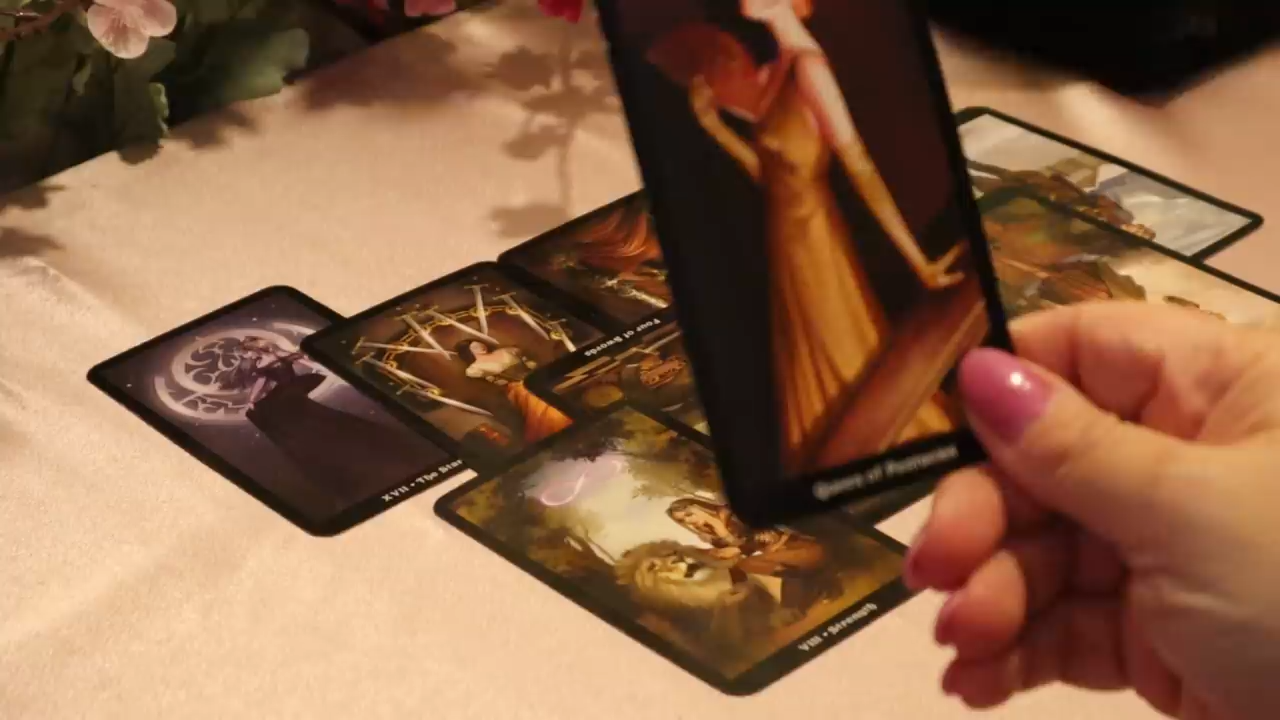 Four of Swords
XVII • The Star
Queen of Pentacles
VIII • Strength